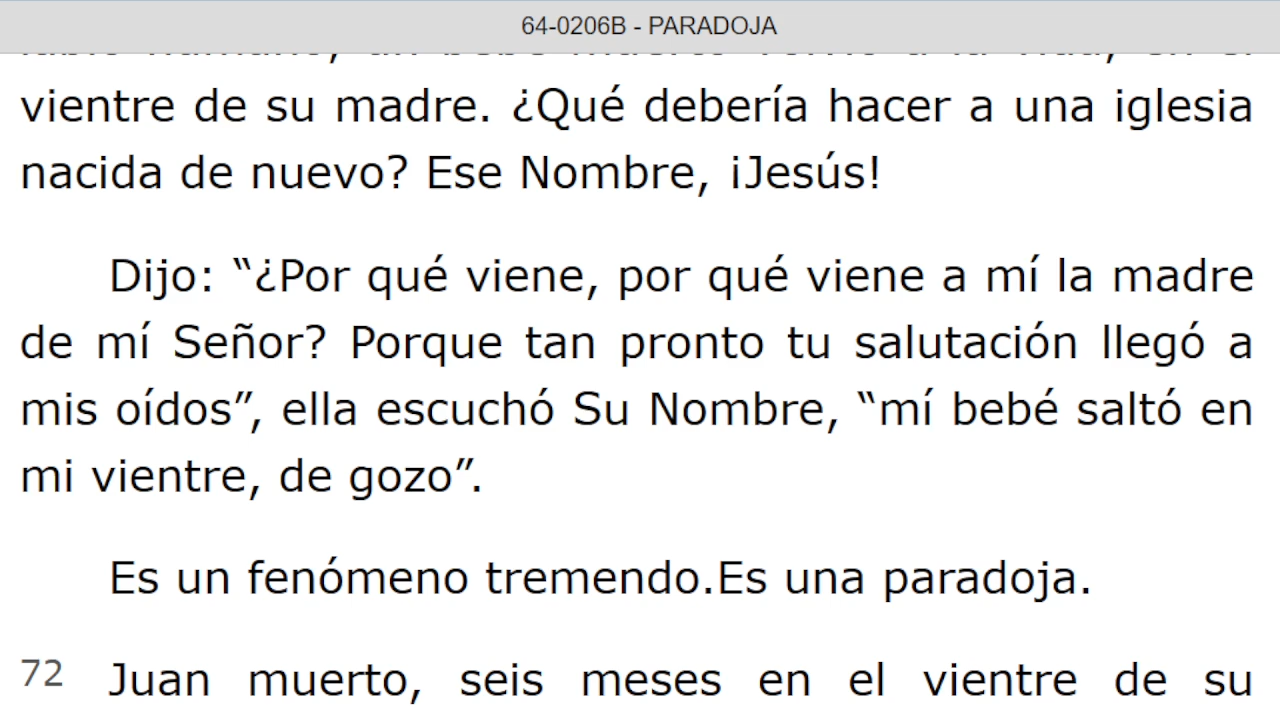 64-0206B - PARADOJA
vientre de su madre. ¿Qué debería hacer a una iglesia
nacida de nuevo? Ese Nombre, ¡Jesús!
Dijo: “¿Por qué viene, por qué viene a mí la madre
de mí Señor? Porque tan pronto tu salutación llegó a
mis oídos”, ella escuchó Su Nombre, “mí bebé saltó en
mi vientre, de gozo”.
Es un fenómeno tremendo.Es una paradoja.
72 Juan muerto, seis meses en el vientre de su